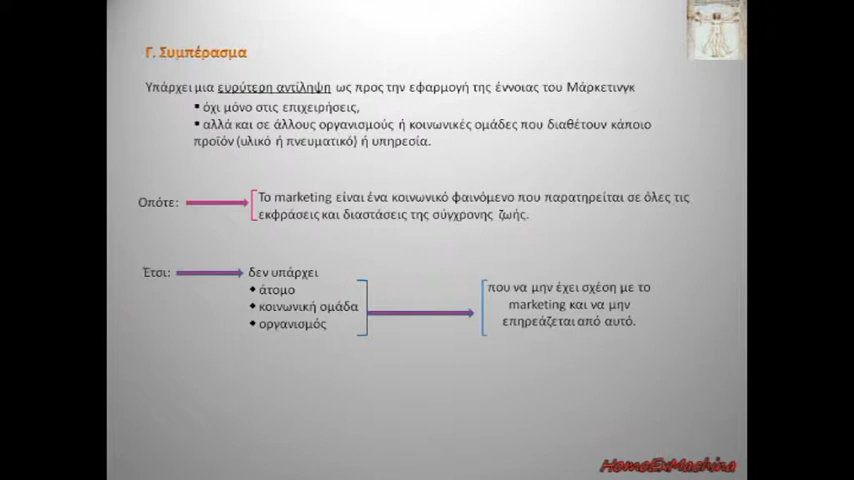 Γ. Συμπέρασμα
Υπάρχει μια ευρύτερη αντίληψη ως προς την εφαρμογή της έννοιας του Μάρκετινγκ
▪ όχι μόνο στις επιχειρήσεις,
▪ αλλά και σε άλλους οργανισμούς ή κοινωνικές ομάδες που διαθέτουν κάποιο
προϊόν (υλικό ή πνευματικό) ή υπηρεσία.
Οπότε:
Το marketing είναι ένα κοινωνικό φαινόμενο που παρατηρείται σε όλες τις
εκφράσεις και διαστάσεις της σύγχρονης ζωής.
Έτσι:
δεν υπάρχει
◆ άτομο
◆ κοινωνική ομάδα
◆ οργανισμός
που να μην έχει σχέση με το
marketing και να μην
επηρεάζεται από αυτό.
HomoExMachina